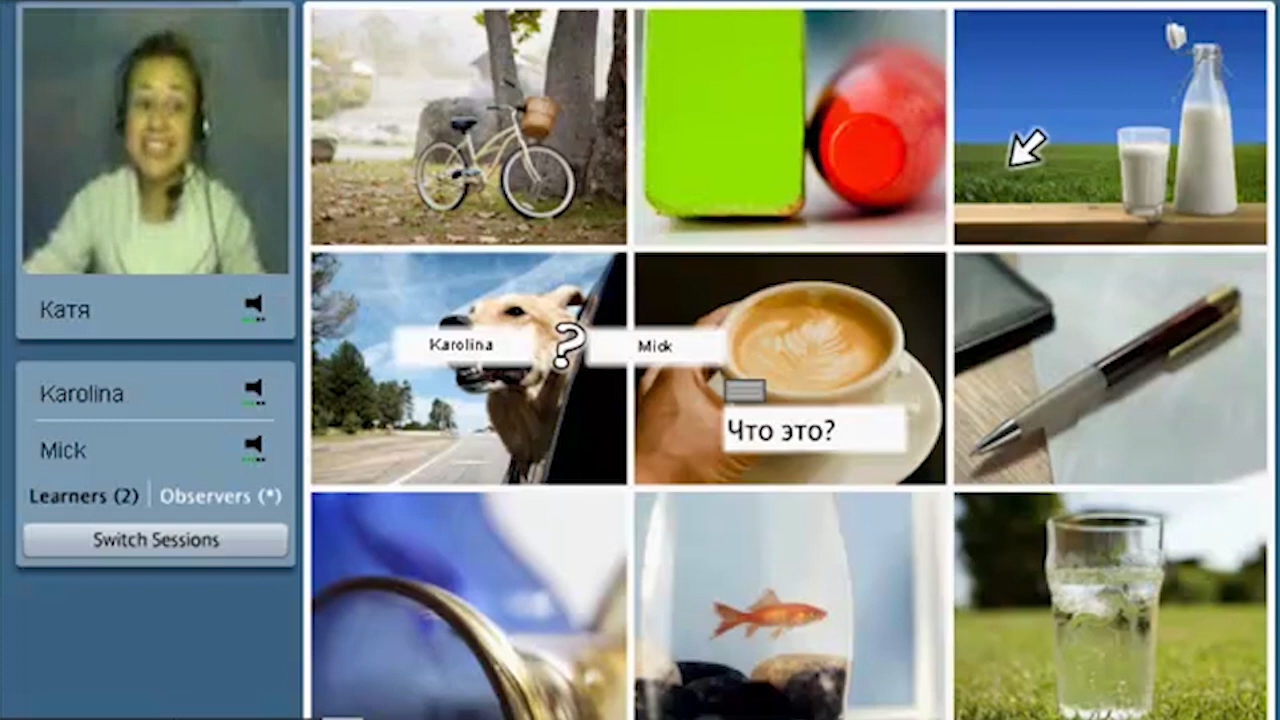 Катя
Karolina
Mick
Learners (2) Observers (*)
Switch Sessions
Karolina ? Mick
Что это?